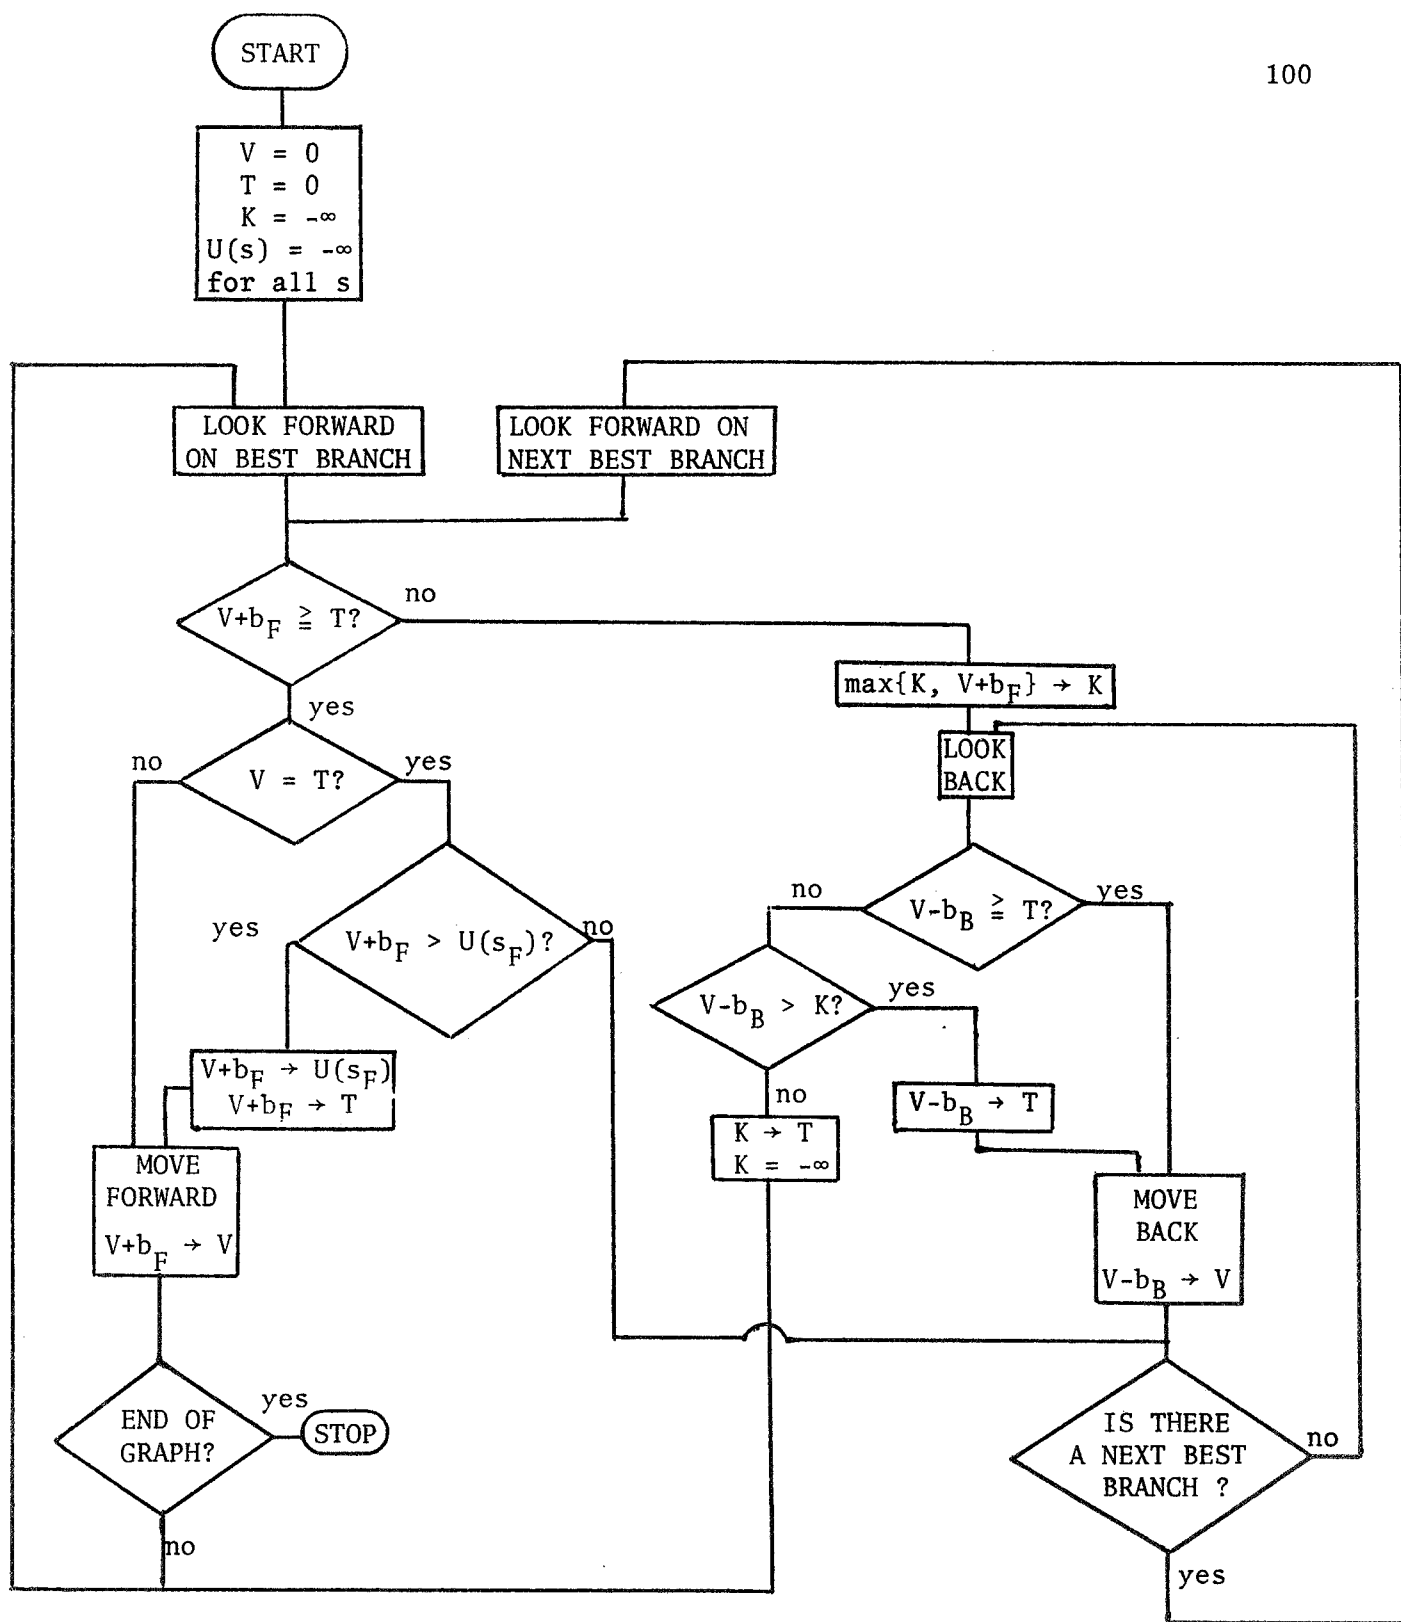 100
START
V = 0
T = 0
K = -∞
U(s) = -∞
for all s
LOOK FORWARD
ON BEST BRANCH
LOOK FORWARD ON
NEXT BEST BRANCH
V+b_F ≧ T?
no
yes
max{K, V+b_F} → K
LOOK
BACK
V = T?
no
yes
V+b_F > U(s_F)?
yes
no
V-b_B ≧ T?
no
yes
V-b_B > K?
yes
no
V+b_F → U(s_F)
V+b_F → T
V-b_B → T
K → T
K = -∞
MOVE
FORWARD
V+b_F → V
MOVE
BACK
V-b_B → V
END OF
GRAPH?
yes
STOP
no
IS THERE
A NEXT BEST
BRANCH ?
no
yes